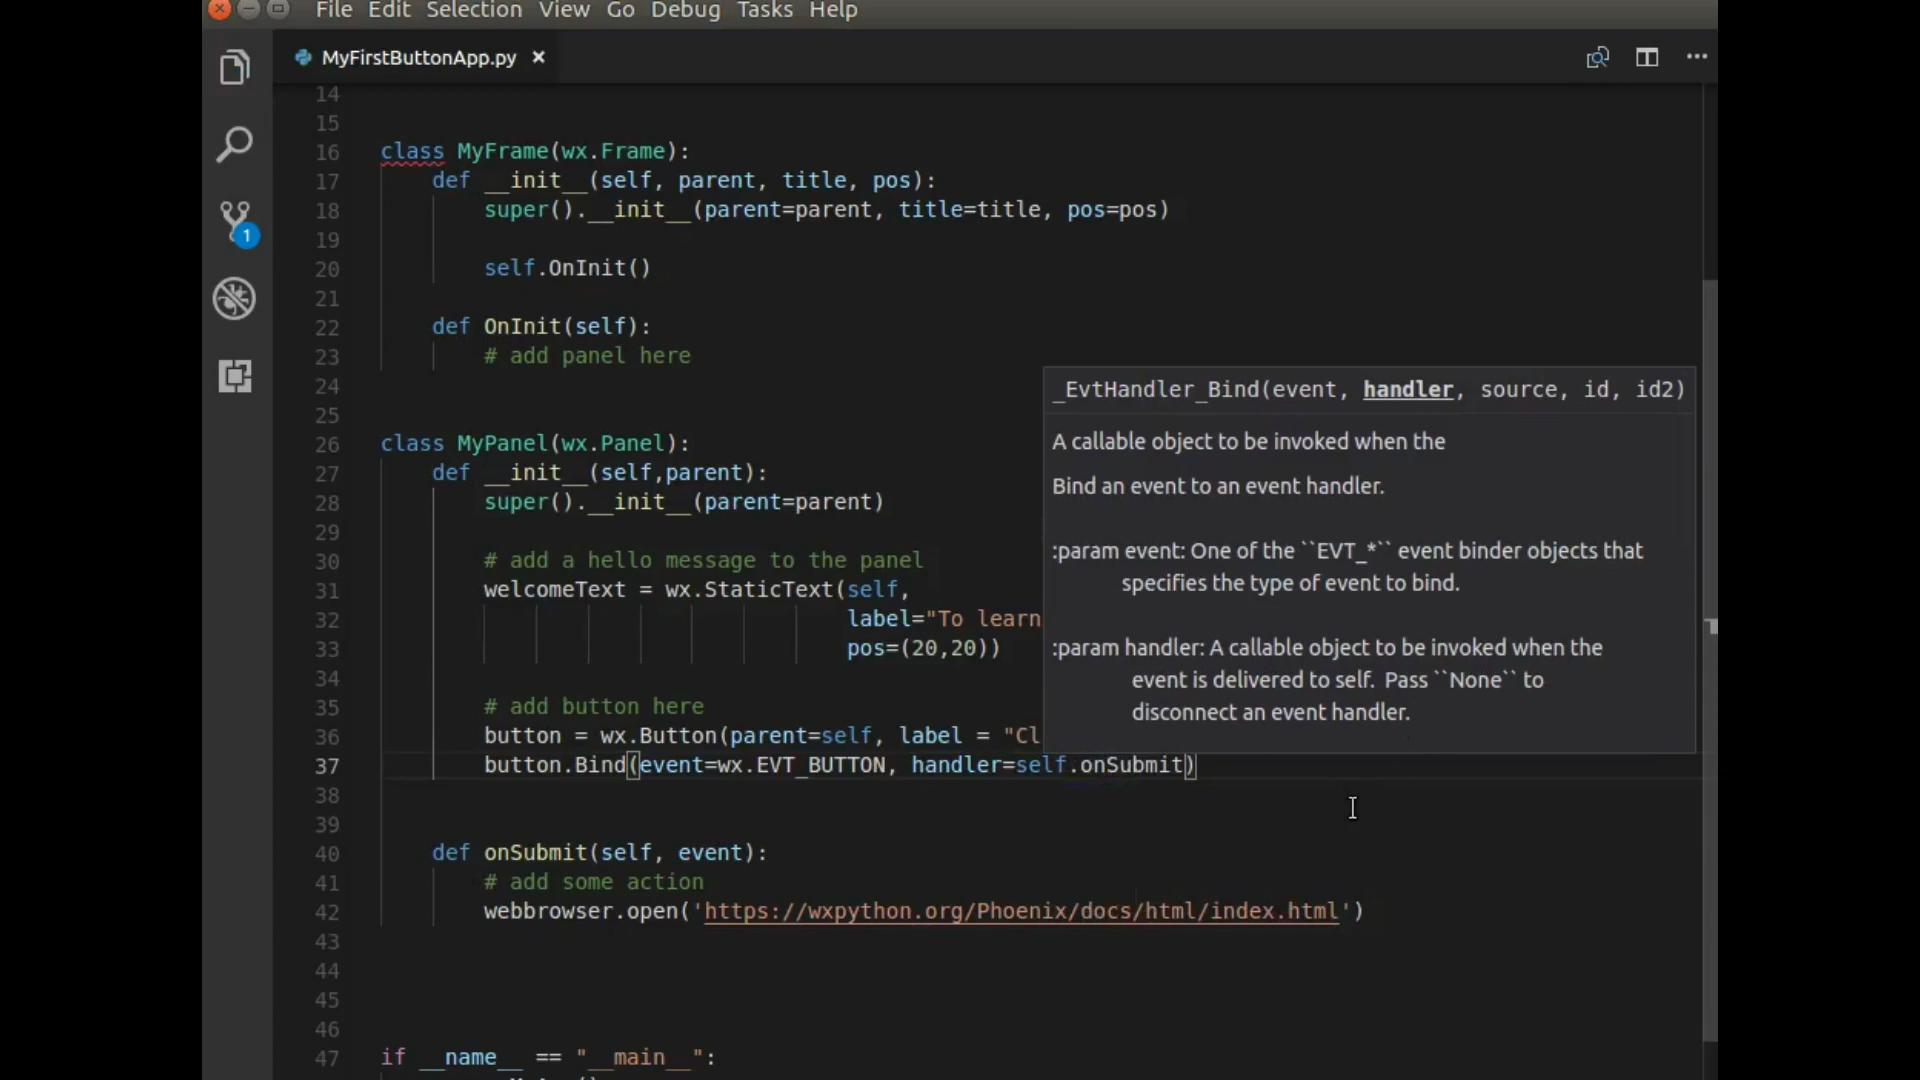 File Edit Selection View Go Debug Tasks Help
MyFirstButtonApp.py
14
15
16 class MyFrame(wx.Frame):
17 def __init__(self, parent, title, pos):
18 super().__init__(parent=parent, title=title, pos=pos)
19
20 self.OnInit()
21
22 def OnInit(self):
23 # add panel here
24
25
26 class MyPanel(wx.Panel):
27 def __init__(self,parent):
28 super().__init__(parent=parent)
29
30 # add a hello message to the panel
31 welcomeText = wx.StaticText(self,
32 label="To learn
33 pos=(20,20))
34
35 # add button here
36 button = wx.Button(parent=self, label = "Cl
37 button.Bind(event=wx.EVT_BUTTON, handler=self.onSubmit)
38
39
40 def onSubmit(self, event):
41 # add some action
42 webbrowser.open('https://wxpython.org/Phoenix/docs/html/index.html')
43
44
45
46
47 if __name__ == "__main__":
_EvtHandler_Bind(event, handler, source, id, id2)
A callable object to be invoked when the
Bind an event to an event handler.
:param event: One of the ``EVT_*`` event binder objects that
specifies the type of event to bind.
:param handler: A callable object to be invoked when the
event is delivered to self. Pass ``None`` to
disconnect an event handler.
1